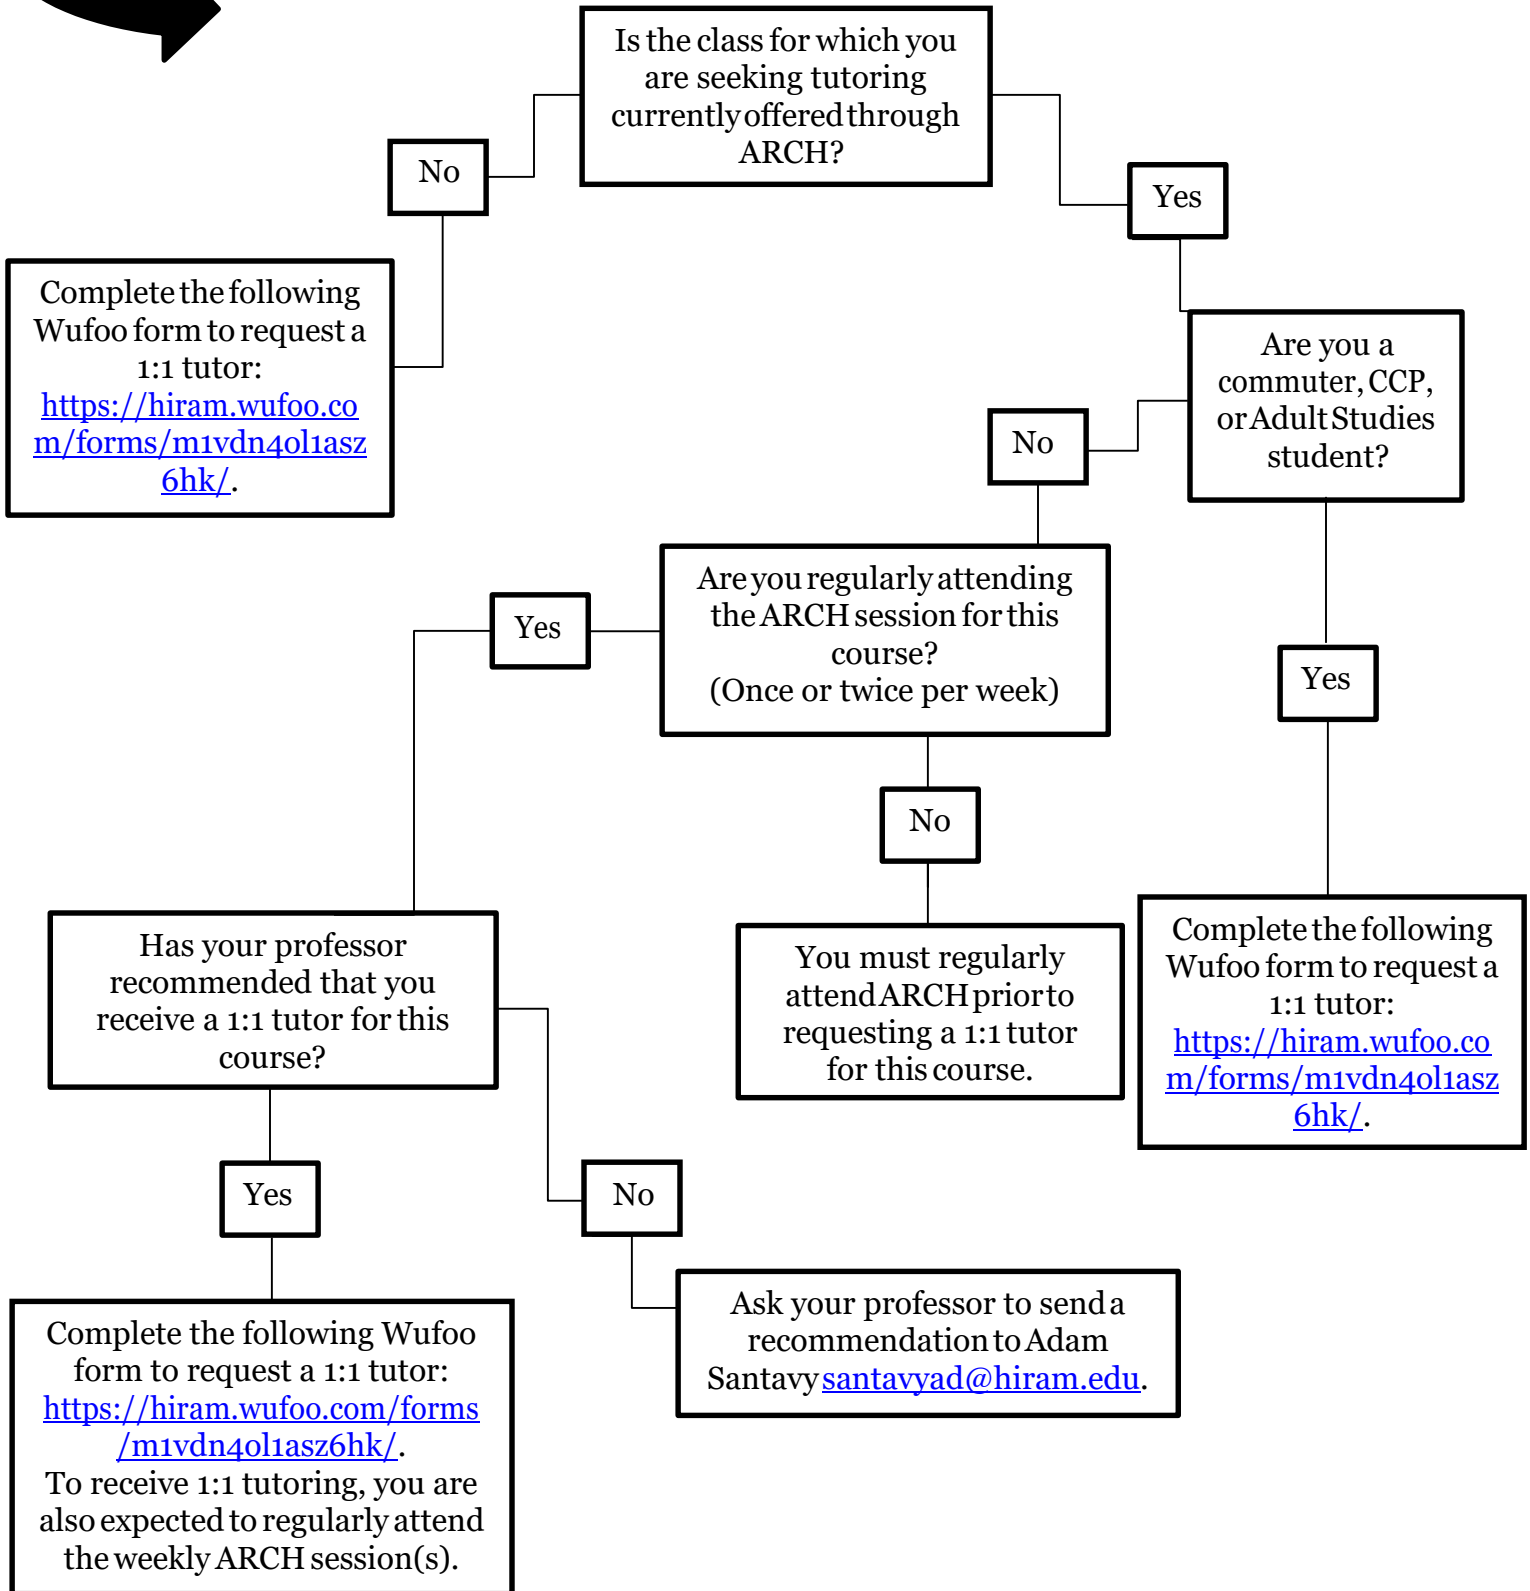 Is the class for which you
are seeking tutoring
currently offered through
ARCH?
No
Yes
Complete the following
Wufoo form to request a
1:1 tutor:
https://hiram.wufoo.co
m/forms/m1vdn4ol1asz
6hk/.
Are you a
commuter, CCP,
or Adult Studies
student?
No
Are you regularly attending
the ARCH session for this
course?
(Once or twice per week)
Yes
Yes
No
Has your professor
recommended that you
receive a 1:1 tutor for this
course?
You must regularly
attend ARCH prior to
requesting a 1:1 tutor
for this course.
Complete the following
Wufoo form to request a
1:1 tutor:
https://hiram.wufoo.co
m/forms/m1vdn4ol1asz
6hk/.
Yes
No
Ask your professor to send a
recommendation to Adam
Santavy santavyad@hiram.edu.
Complete the following Wufoo
form to request a 1:1 tutor:
https://hiram.wufoo.com/forms
/m1vdn4ol1asz6hk/.
To receive 1:1 tutoring, you are
also expected to regularly attend
the weekly ARCH session(s).